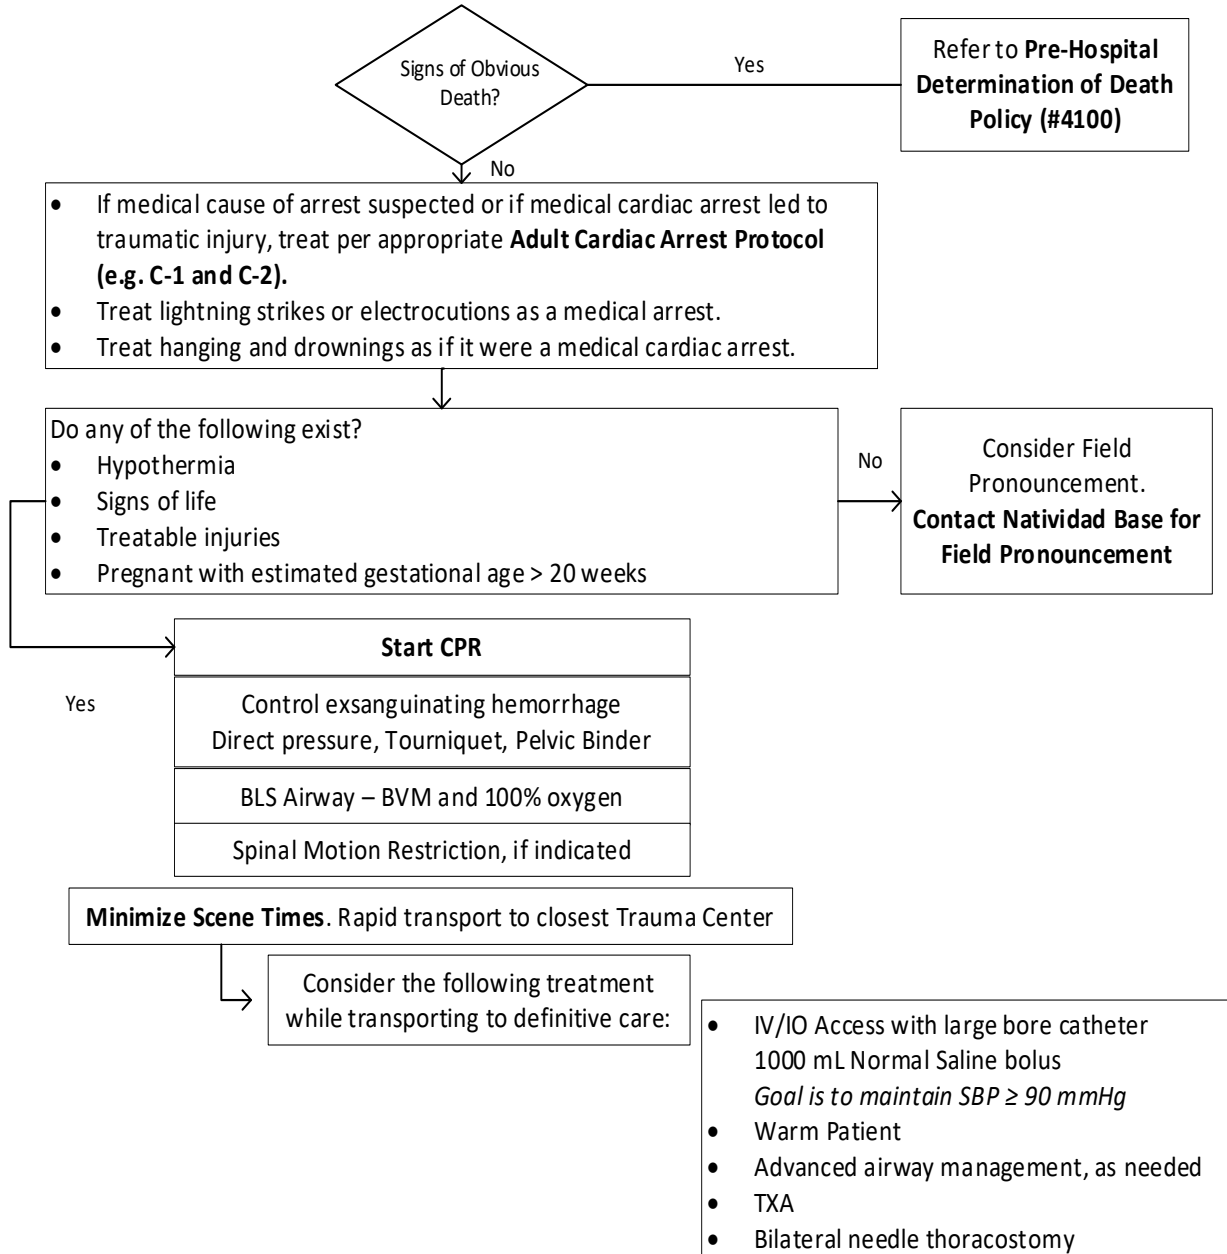 Signs of Obvious
Death?
Yes
Refer to Pre-Hospital
Determination of Death
Policy (#4100)
No
• If medical cause of arrest suspected or if medical cardiac arrest led to
traumatic injury, treat per appropriate Adult Cardiac Arrest Protocol
(e.g. C-1 and C-2).
• Treat lightning strikes or electrocutions as a medical arrest.
• Treat hanging and drownings as if it were a medical cardiac arrest.
Do any of the following exist?
• Hypothermia
• Signs of life
• Treatable injuries
• Pregnant with estimated gestational age > 20 weeks
No
Consider Field
Pronouncement.
Contact Natividad Base for
Field Pronouncement
Yes
Start CPR
Control exsanguinating hemorrhage
Direct pressure, Tourniquet, Pelvic Binder
BLS Airway – BVM and 100% oxygen
Spinal Motion Restriction, if indicated
Minimize Scene Times. Rapid transport to closest Trauma Center
Consider the following treatment
while transporting to definitive care:
• IV/IO Access with large bore catheter
1000 mL Normal Saline bolus
Goal is to maintain SBP ≥ 90 mmHg
• Warm Patient
• Advanced airway management, as needed
• TXA
• Bilateral needle thoracostomy